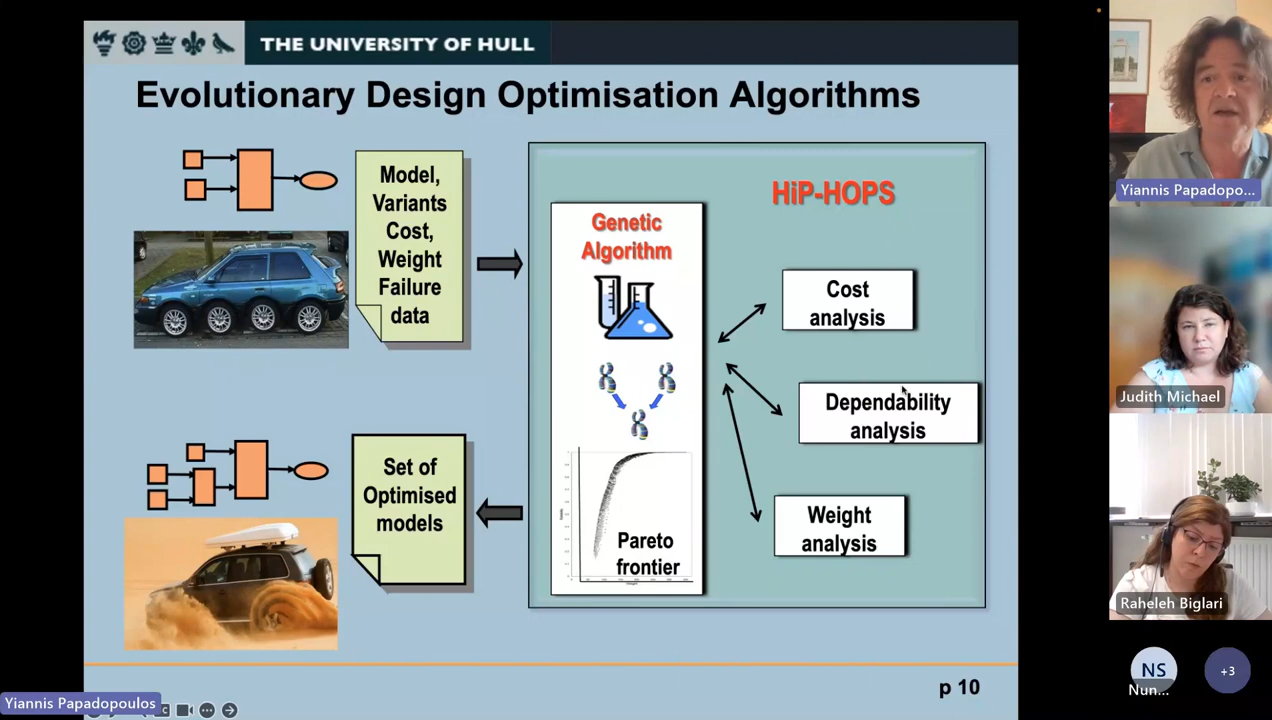 THE UNIVERSITY OF HULL
Evolutionary Design Optimisation Algorithms
Model,
Variants
Cost,
Weight
Failure
data
HiP-HOPS
Genetic
Algorithm
Cost
analysis
Dependability
analysis
Weight
analysis
Pareto
frontier
Set of
Optimised
models
p 10
Yiannis Papadopoulos
Yiannis Papadopo...
Judith Michael
Raheleh Biglari
NS
Nun...
+3